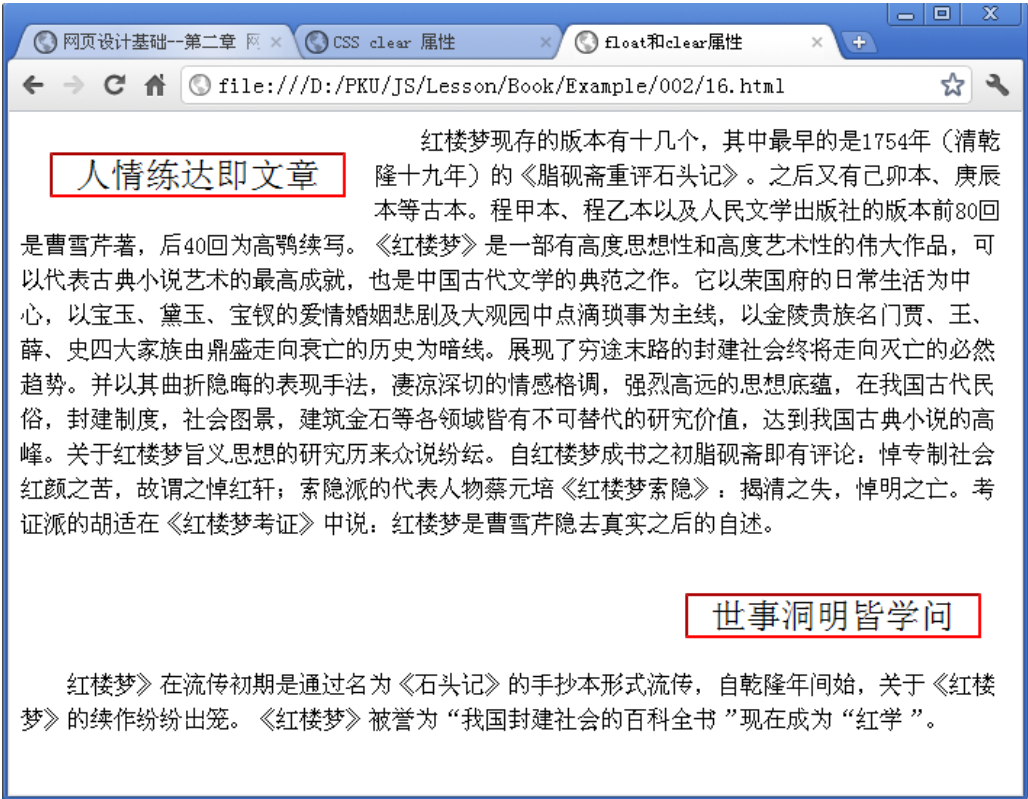 网页设计基础--第二章 网
CSS clear 属性
float和clear属性
file:///D:/PKU/JS/Lesson/Book/Example/002/16.html
人情练达即文章
红楼梦现存的版本有十几个，其中最早的是1754年（清乾
隆十九年）的《脂砚斋重评石头记》。之后又有己卯本、庚辰
本等古本。程甲本、程乙本以及人民文学出版社的版本前80回
是曹雪芹著，后40回为高鹗续写。《红楼梦》是一部有高度思想性和高度艺术性的伟大作品，可
以代表古典小说艺术的最高成就，也是中国古代文学的典范之作。它以荣国府的日常生活为中
心，以宝玉、黛玉、宝钗的爱情婚姻悲剧及大观园中点滴琐事为主线，以金陵贵族名门贾、王、
薛、史四大家族由鼎盛走向衰亡的历史为暗线。展现了穷途末路的封建社会终将走向灭亡的必然
趋势。并以其曲折隐晦的表现手法，凄凉深切的情感格调，强烈高远的思想底蕴，在我国古代民
俗，封建制度，社会图景，建筑金石等各领域皆有不可替代的研究价值，达到我国古典小说的高
峰。关于红楼梦旨义思想的研究历来众说纷纭。自红楼梦成书之初脂砚斋即有评论：悼专制社会
红颜之苦，故谓之悼红轩；索隐派的代表人物蔡元培《红楼梦索隐》：揭清之失，悼明之亡。考
证派的胡适在《红楼梦考证》中说：红楼梦是曹雪芹隐去真实之后的自述。
世事洞明皆学问
红楼梦》在流传初期是通过名为《石头记》的手抄本形式流传，自乾隆年间始，关于《红楼
梦》的续作纷纷出笼。《红楼梦》被誉为“我国封建社会的百科全书 ”现在成为“红学 ”。